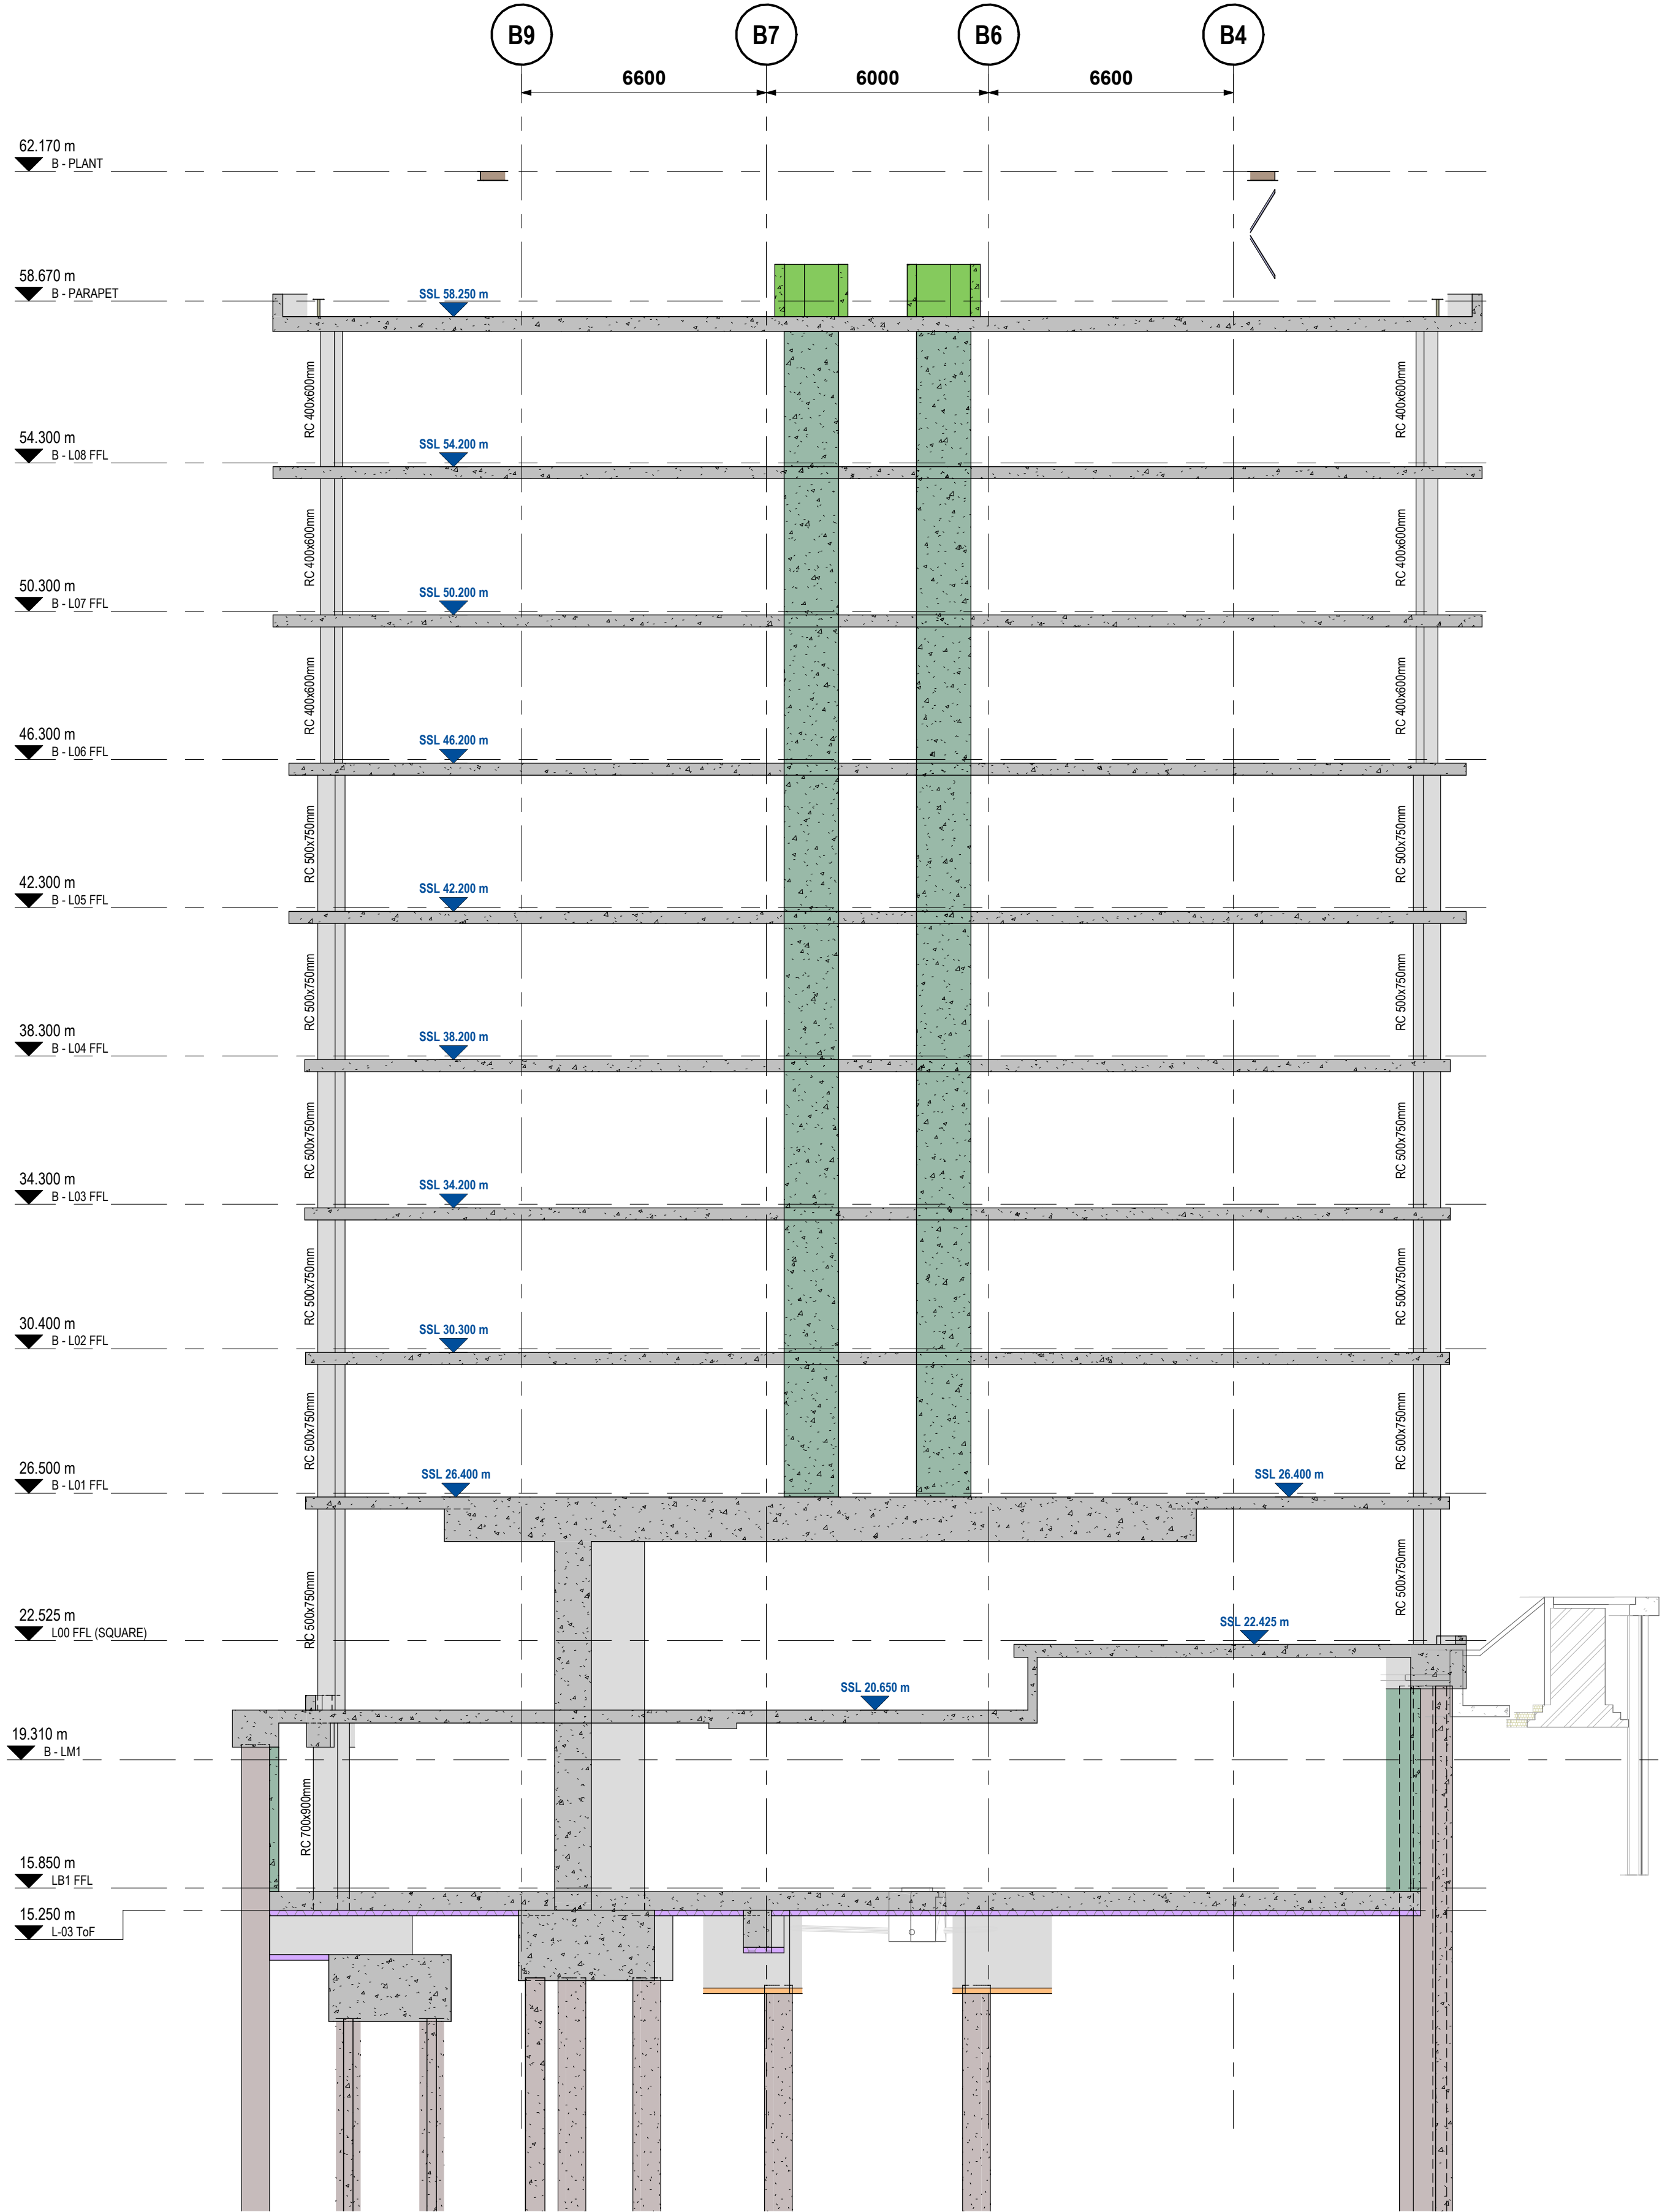 B9
B7
B6
B4
6600
6000
6600
62.170 m
B - PLANT
58.670 m
B - PARAPET
SSL 58.250 m
RC 400x600mm
RC 400x600mm
54.300 m
B - L08 FFL
SSL 54.200 m
RC 400x600mm
RC 400x600mm
50.300 m
B - L07 FFL
SSL 50.200 m
RC 400x600mm
RC 400x600mm
46.300 m
B - L06 FFL
SSL 46.200 m
RC 500x750mm
RC 500x750mm
42.300 m
B - L05 FFL
SSL 42.200 m
RC 500x750mm
RC 500x750mm
38.300 m
B - L04 FFL
SSL 38.200 m
RC 500x750mm
RC 500x750mm
34.300 m
B - L03 FFL
SSL 34.200 m
RC 500x750mm
RC 500x750mm
30.400 m
B - L02 FFL
SSL 30.300 m
RC 500x750mm
RC 500x750mm
26.500 m
B - L01 FFL
SSL 26.400 m
SSL 26.400 m
RC 500x750mm
RC 500x750mm
22.525 m
L00 FFL (SQUARE)
SSL 22.425 m
SSL 20.650 m
19.310 m
B - LM1
RC 700x900mm
15.850 m
LB1 FFL
15.250 m
L-03 ToF